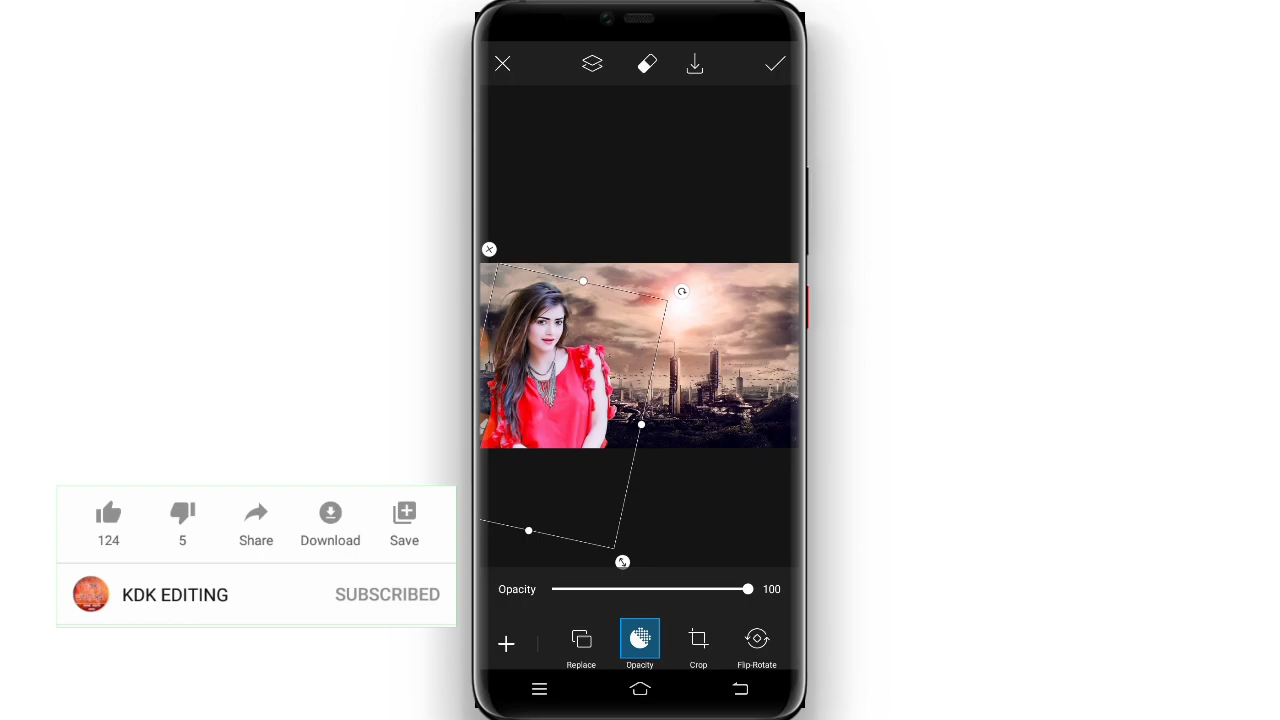 Opacity 100
Replace Opacity Crop Flip-Rotate
124 5 Share Download Save
KDK EDITING SUBSCRIBED